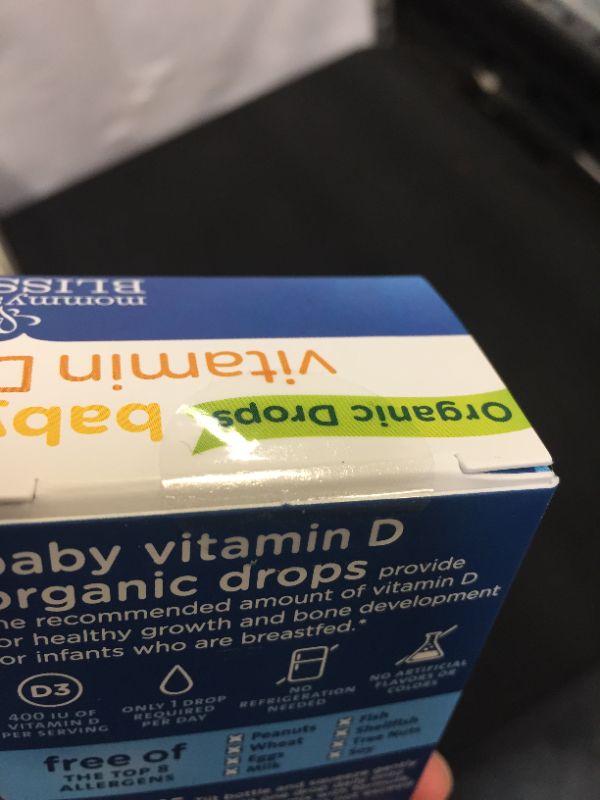 mommy's
BLISS
vitamin D
baby
Organic Drops
baby vitamin D
organic drops provide
the recommended amount of vitamin D
for healthy growth and bone development
for infants who are breastfed.*
D3
400 IU OF
VITAMIN D
PER SERVING
ONLY 1 DROP
REQUIRED
PER DAY
NO
REFRIGERATION
NEEDED
NO ARTIFICIAL
FLAVORS OR
COLORS
free of
THE TOP 8
ALLERGENS
Peanuts
Wheat
Eggs
Milk
Fish
Shellfish
Tree Nuts
Soy